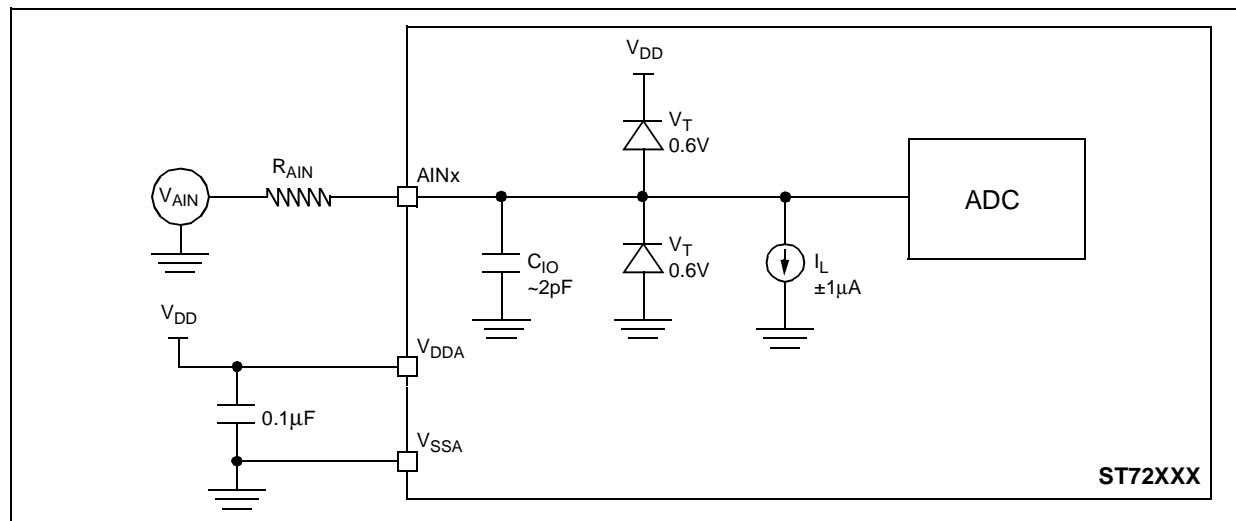 V_DD
V_T
0.6V
R_AIN
AINx
V_AIN
ADC
V_T
0.6V
C_IO
~2pF
I_L
±1μA
V_DD
V_DDA
0.1μF
V_SSA
ST72XXX